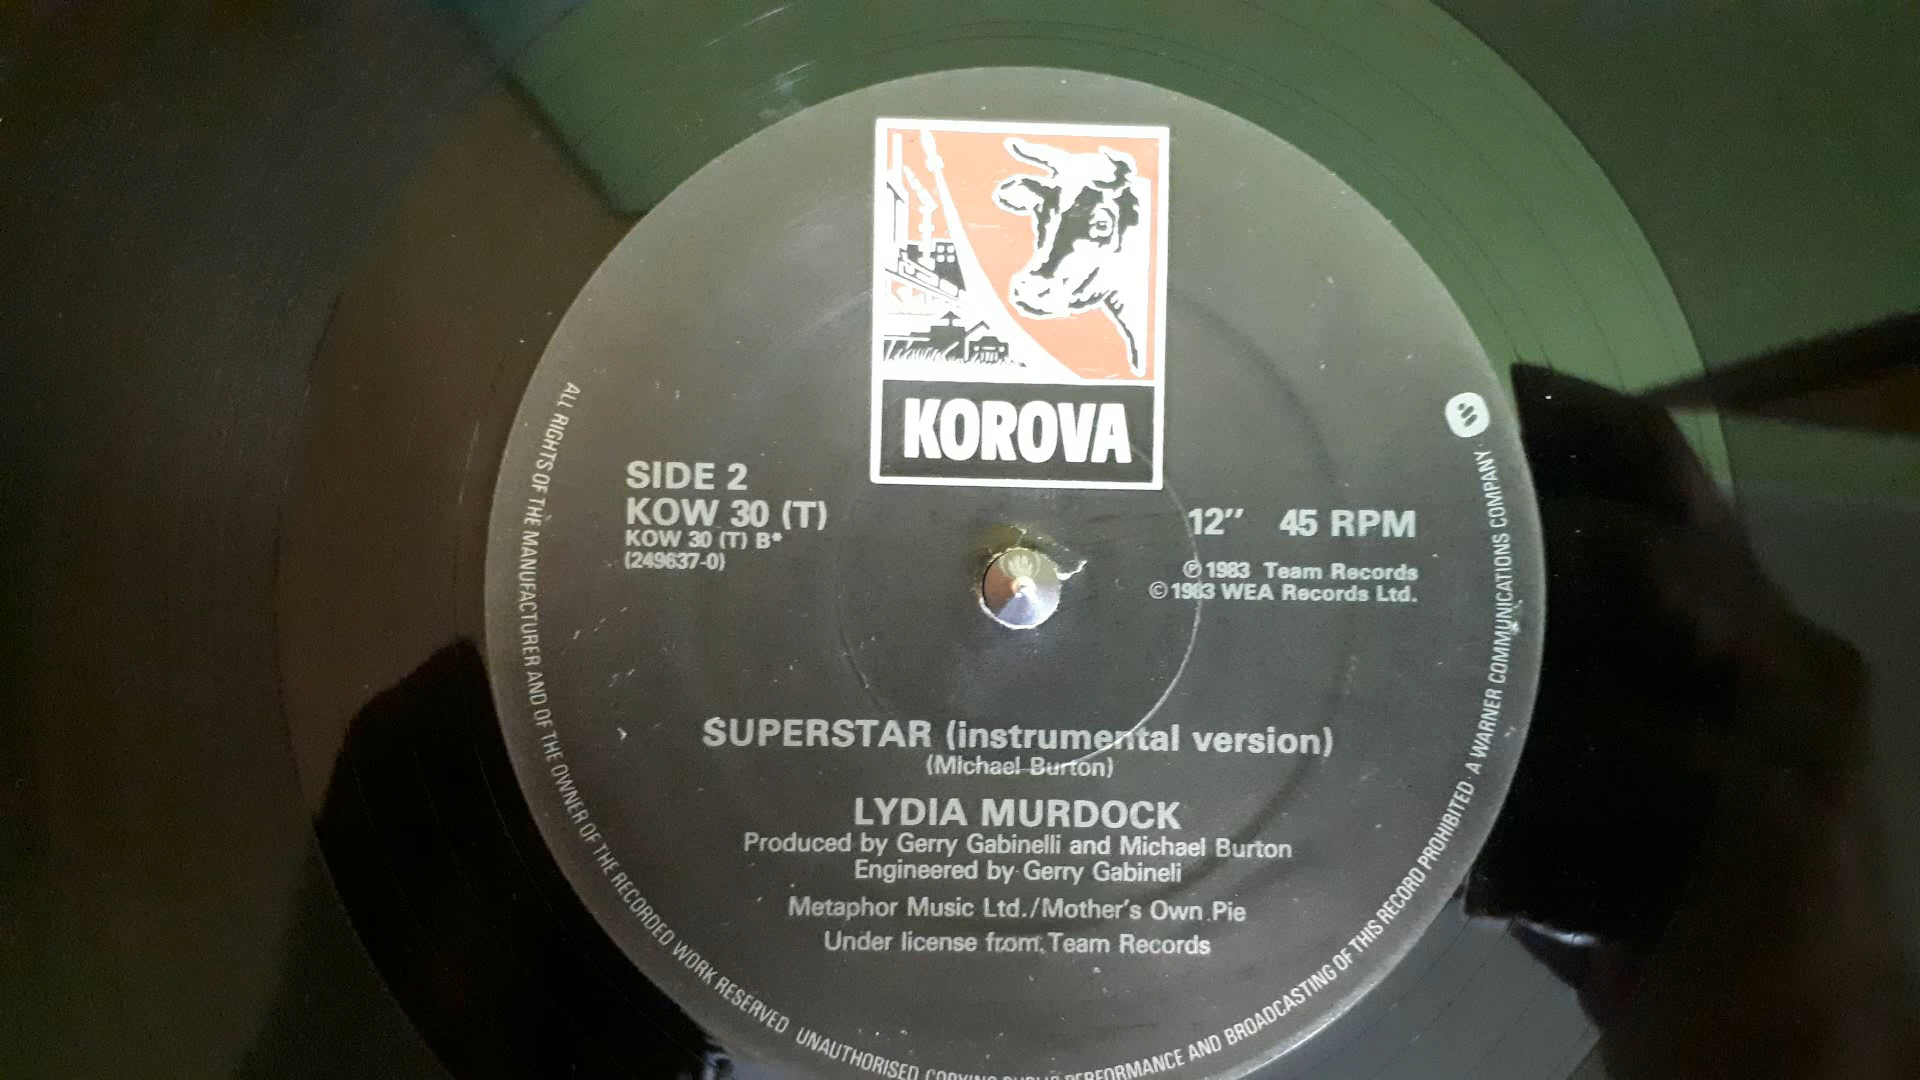 KOROVA
SIDE 2
KOW 30 (T)
KOW 30 (T) B*
(249637-0)
12" 45 RPM
Ⓟ 1983 Team Records
© 1983 WEA Records Ltd.
SUPERSTAR (instrumental version)
(Michael Burton)
LYDIA MURDOCK
Produced by Gerry Gabinelli and Michael Burton
Engineered by Gerry Gabineli
Metaphor Music Ltd./Mother's Own Pie
Under license from Team Records
ALL RIGHTS OF THE MANUFACTURER AND OF THE OWNER OF THE RECORDED WORK RESERVED UNAUTHORISED COPYING PUBLIC PERFORMANCE AND BROADCASTING OF THIS RECORD PROHIBITED · A WARNER COMMUNICATIONS COMPANY